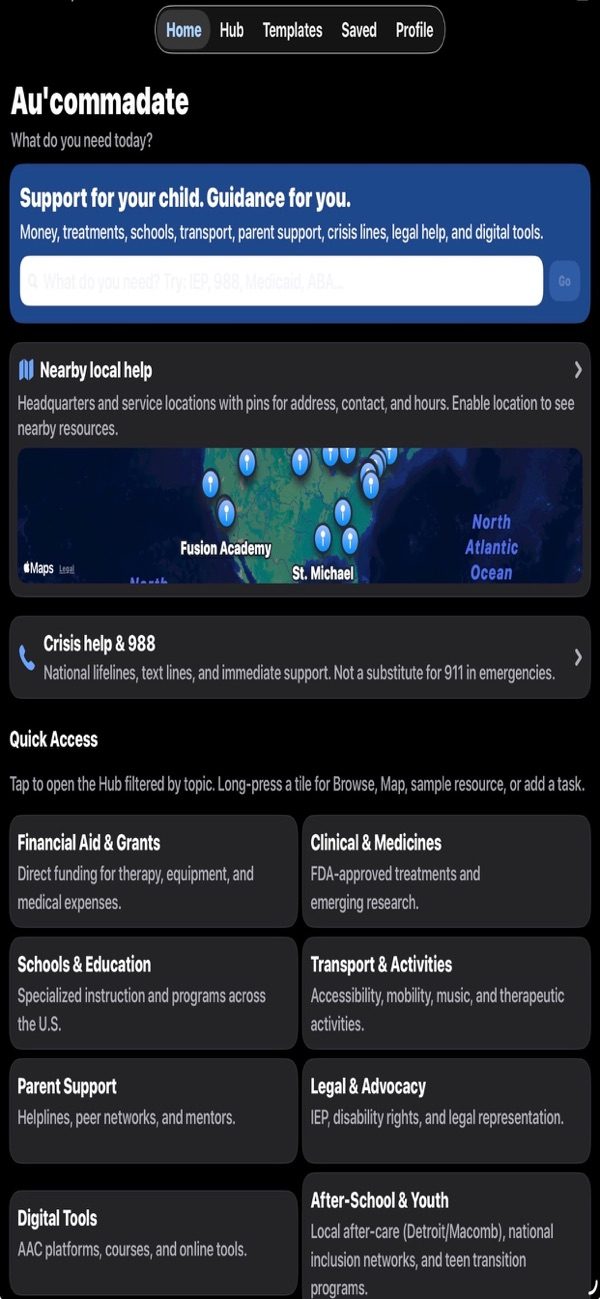 Home Hub Templates Saved Profile
Au'commadate
What do you need today?
Support for your child. Guidance for you.
Money, treatments, schools, transport, parent support, crisis lines, legal help, and digital tools.
What do you need? Try: IEP, 988, Medicaid, ABA...
Go
Nearby local help
Headquarters and service locations with pins for address, contact, and hours. Enable location to see
nearby resources.
Fusion Academy
St. Michael
North
Atlantic
Ocean
North
Maps Legal
Crisis help & 988
National lifelines, text lines, and immediate support. Not a substitute for 911 in emergencies.
Quick Access
Tap to open the Hub filtered by topic. Long-press a tile for Browse, Map, sample resource, or add a task.
Financial Aid & Grants
Direct funding for therapy, equipment, and
medical expenses.
Clinical & Medicines
FDA-approved treatments and
emerging research.
Schools & Education
Specialized instruction and programs across
the U.S.
Transport & Activities
Accessibility, mobility, music, and therapeutic
activities.
Parent Support
Helplines, peer networks, and mentors.
Legal & Advocacy
IEP, disability rights, and legal representation.
Digital Tools
AAC platforms, courses, and online tools.
After-School & Youth
Local after-care (Detroit/Macomb), national
inclusion networks, and teen transition
programs.